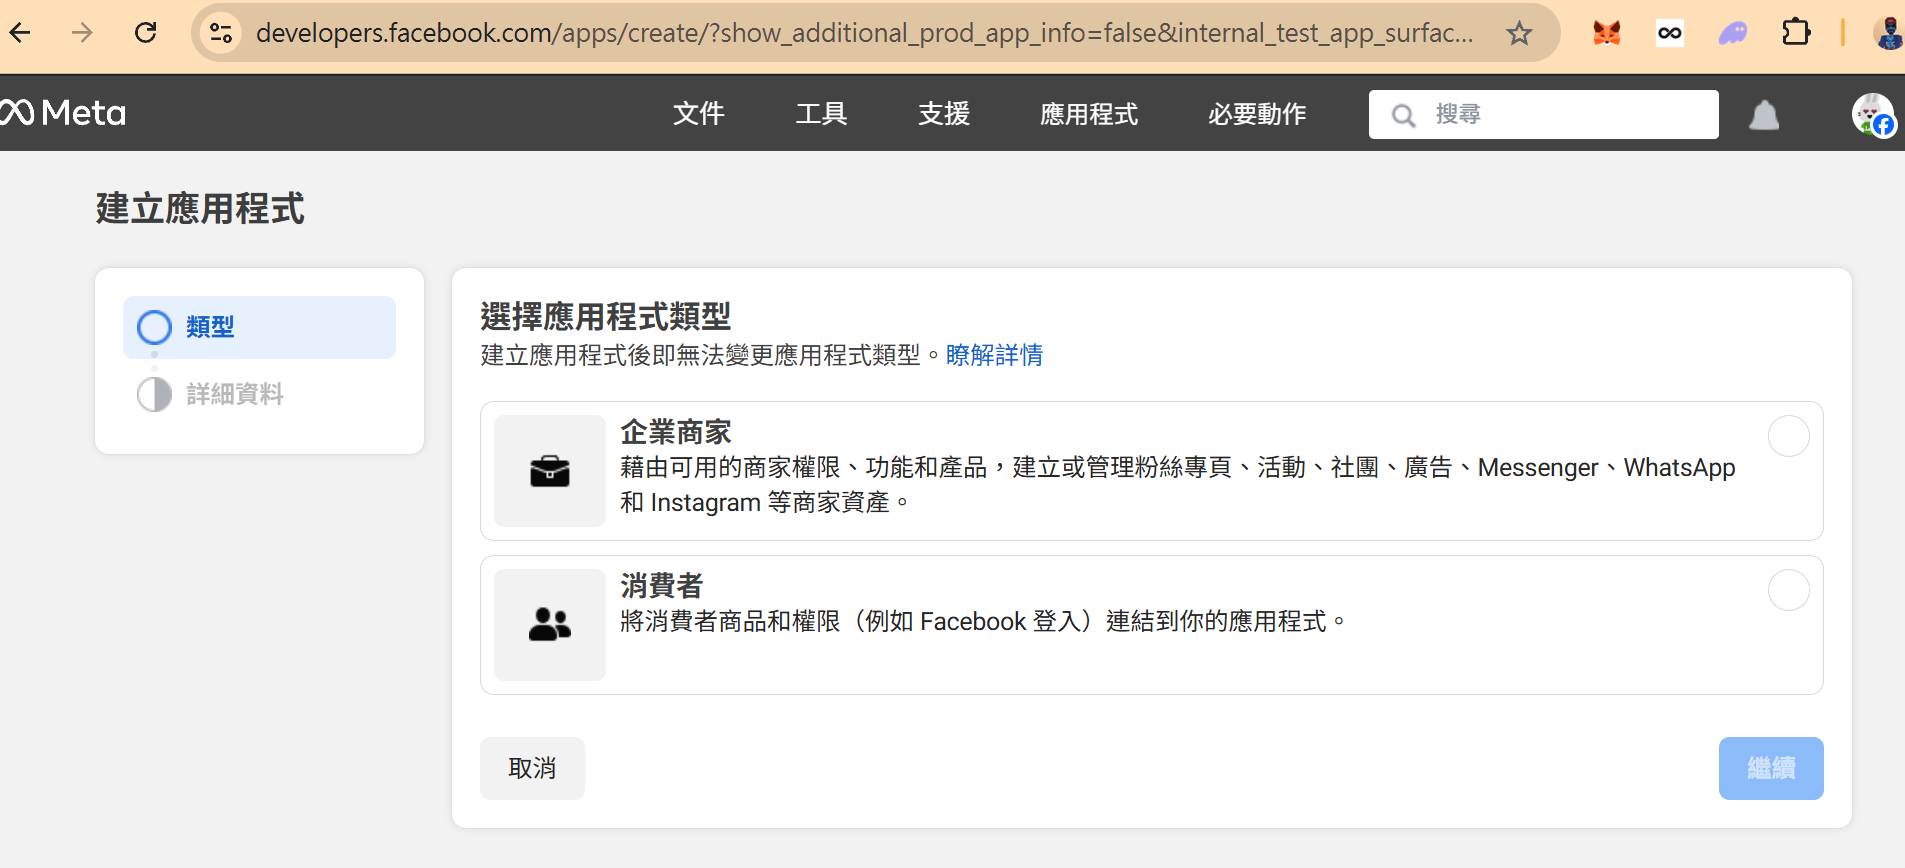 developers.facebook.com/apps/create/?show_additional_prod_app_info=false&internal_test_app_surfac...
Meta
文件
工具
支援
應用程式
必要動作
搜尋
建立應用程式
類型
詳細資料
選擇應用程式類型
建立應用程式後即無法變更應用程式類型。瞭解詳情
企業商家
藉由可用的商家權限、功能和產品，建立或管理粉絲專頁、活動、社團、廣告、Messenger、WhatsApp
和 Instagram 等商家資產。
消費者
將消費者商品和權限（例如 Facebook 登入）連結到你的應用程式。
取消
繼續